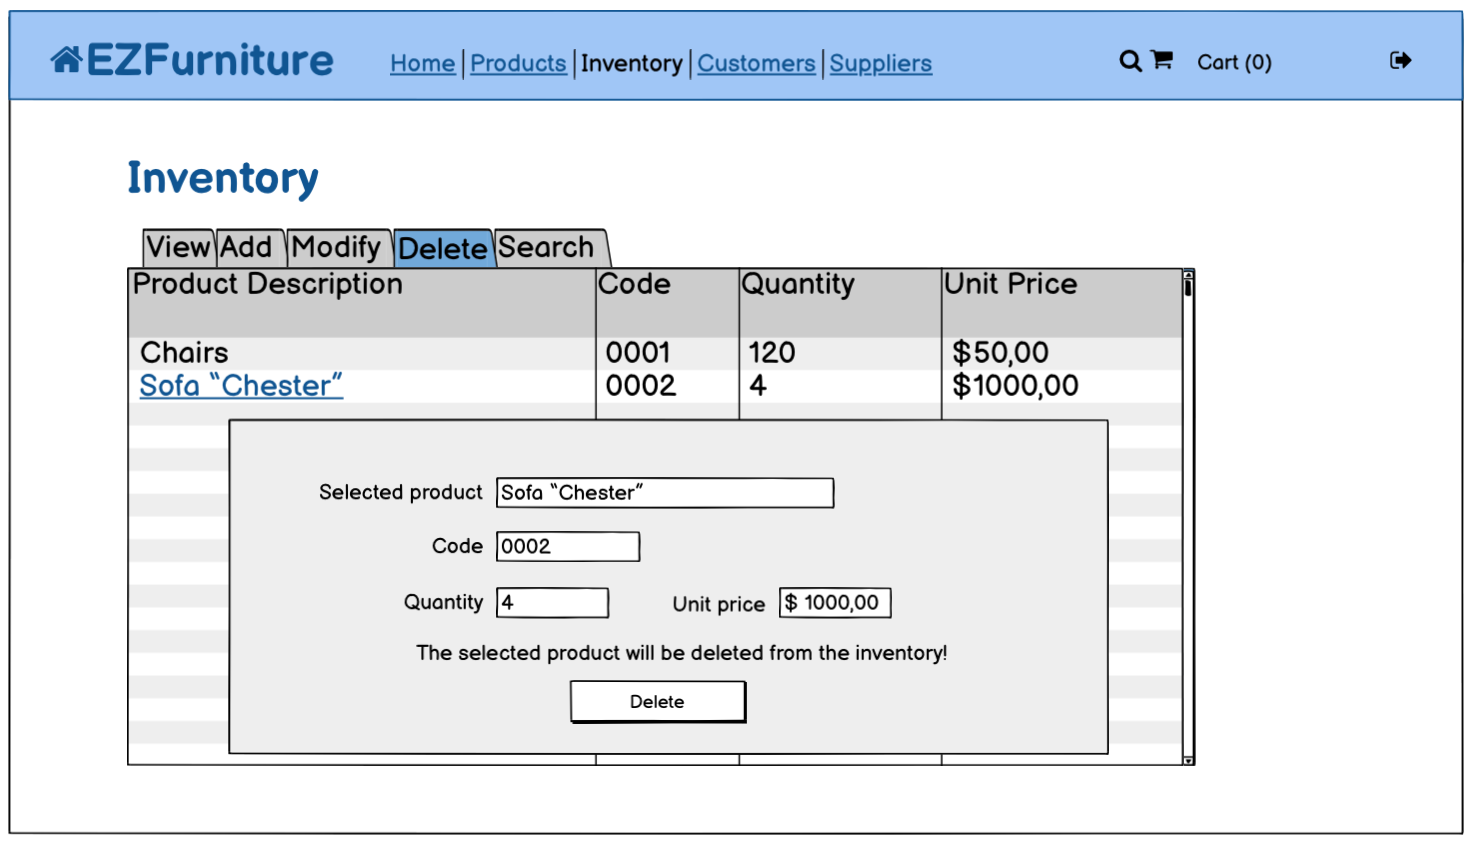 EZFurniture Home Products Inventory Customers Suppliers Cart (0)
Inventory
View Add Modify Delete Search
Product Description Code Quantity Unit Price
Chairs 0001 120 $50,00
Sofa “Chester” 0002 4 $1000,00
Selected product Sofa “Chester”
Code 0002
Quantity 4 Unit price $ 1000,00
The selected product will be deleted from the inventory!
Delete